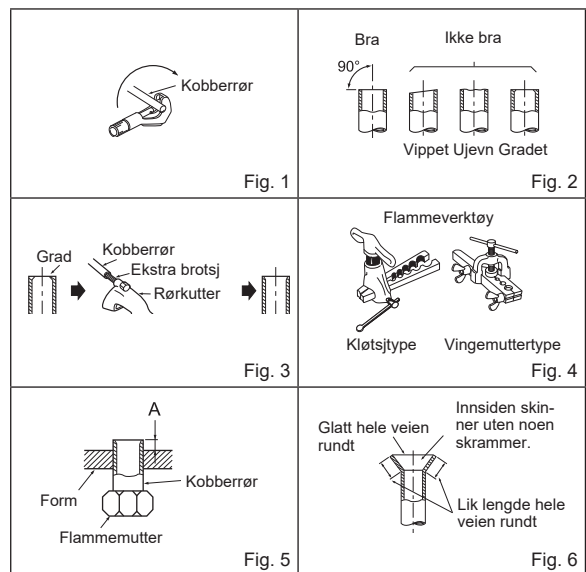 Kobberrør
Fig. 1
Bra
Ikke bra
90°
Vippet Ujevn Gradet
Fig. 2
Grad
Kobberrør
Ekstra brotsj
Rørkutter
Fig. 3
Flammeverktøy
Kløtsjtype
Vingemuttertype
Fig. 4
A
Kobberrør
Form
Flammemutter
Fig. 5
Glatt hele veien
rundt
Innsiden skin-
ner uten noen
skrammer.
Lik lengde hele
veien rundt
Fig. 6